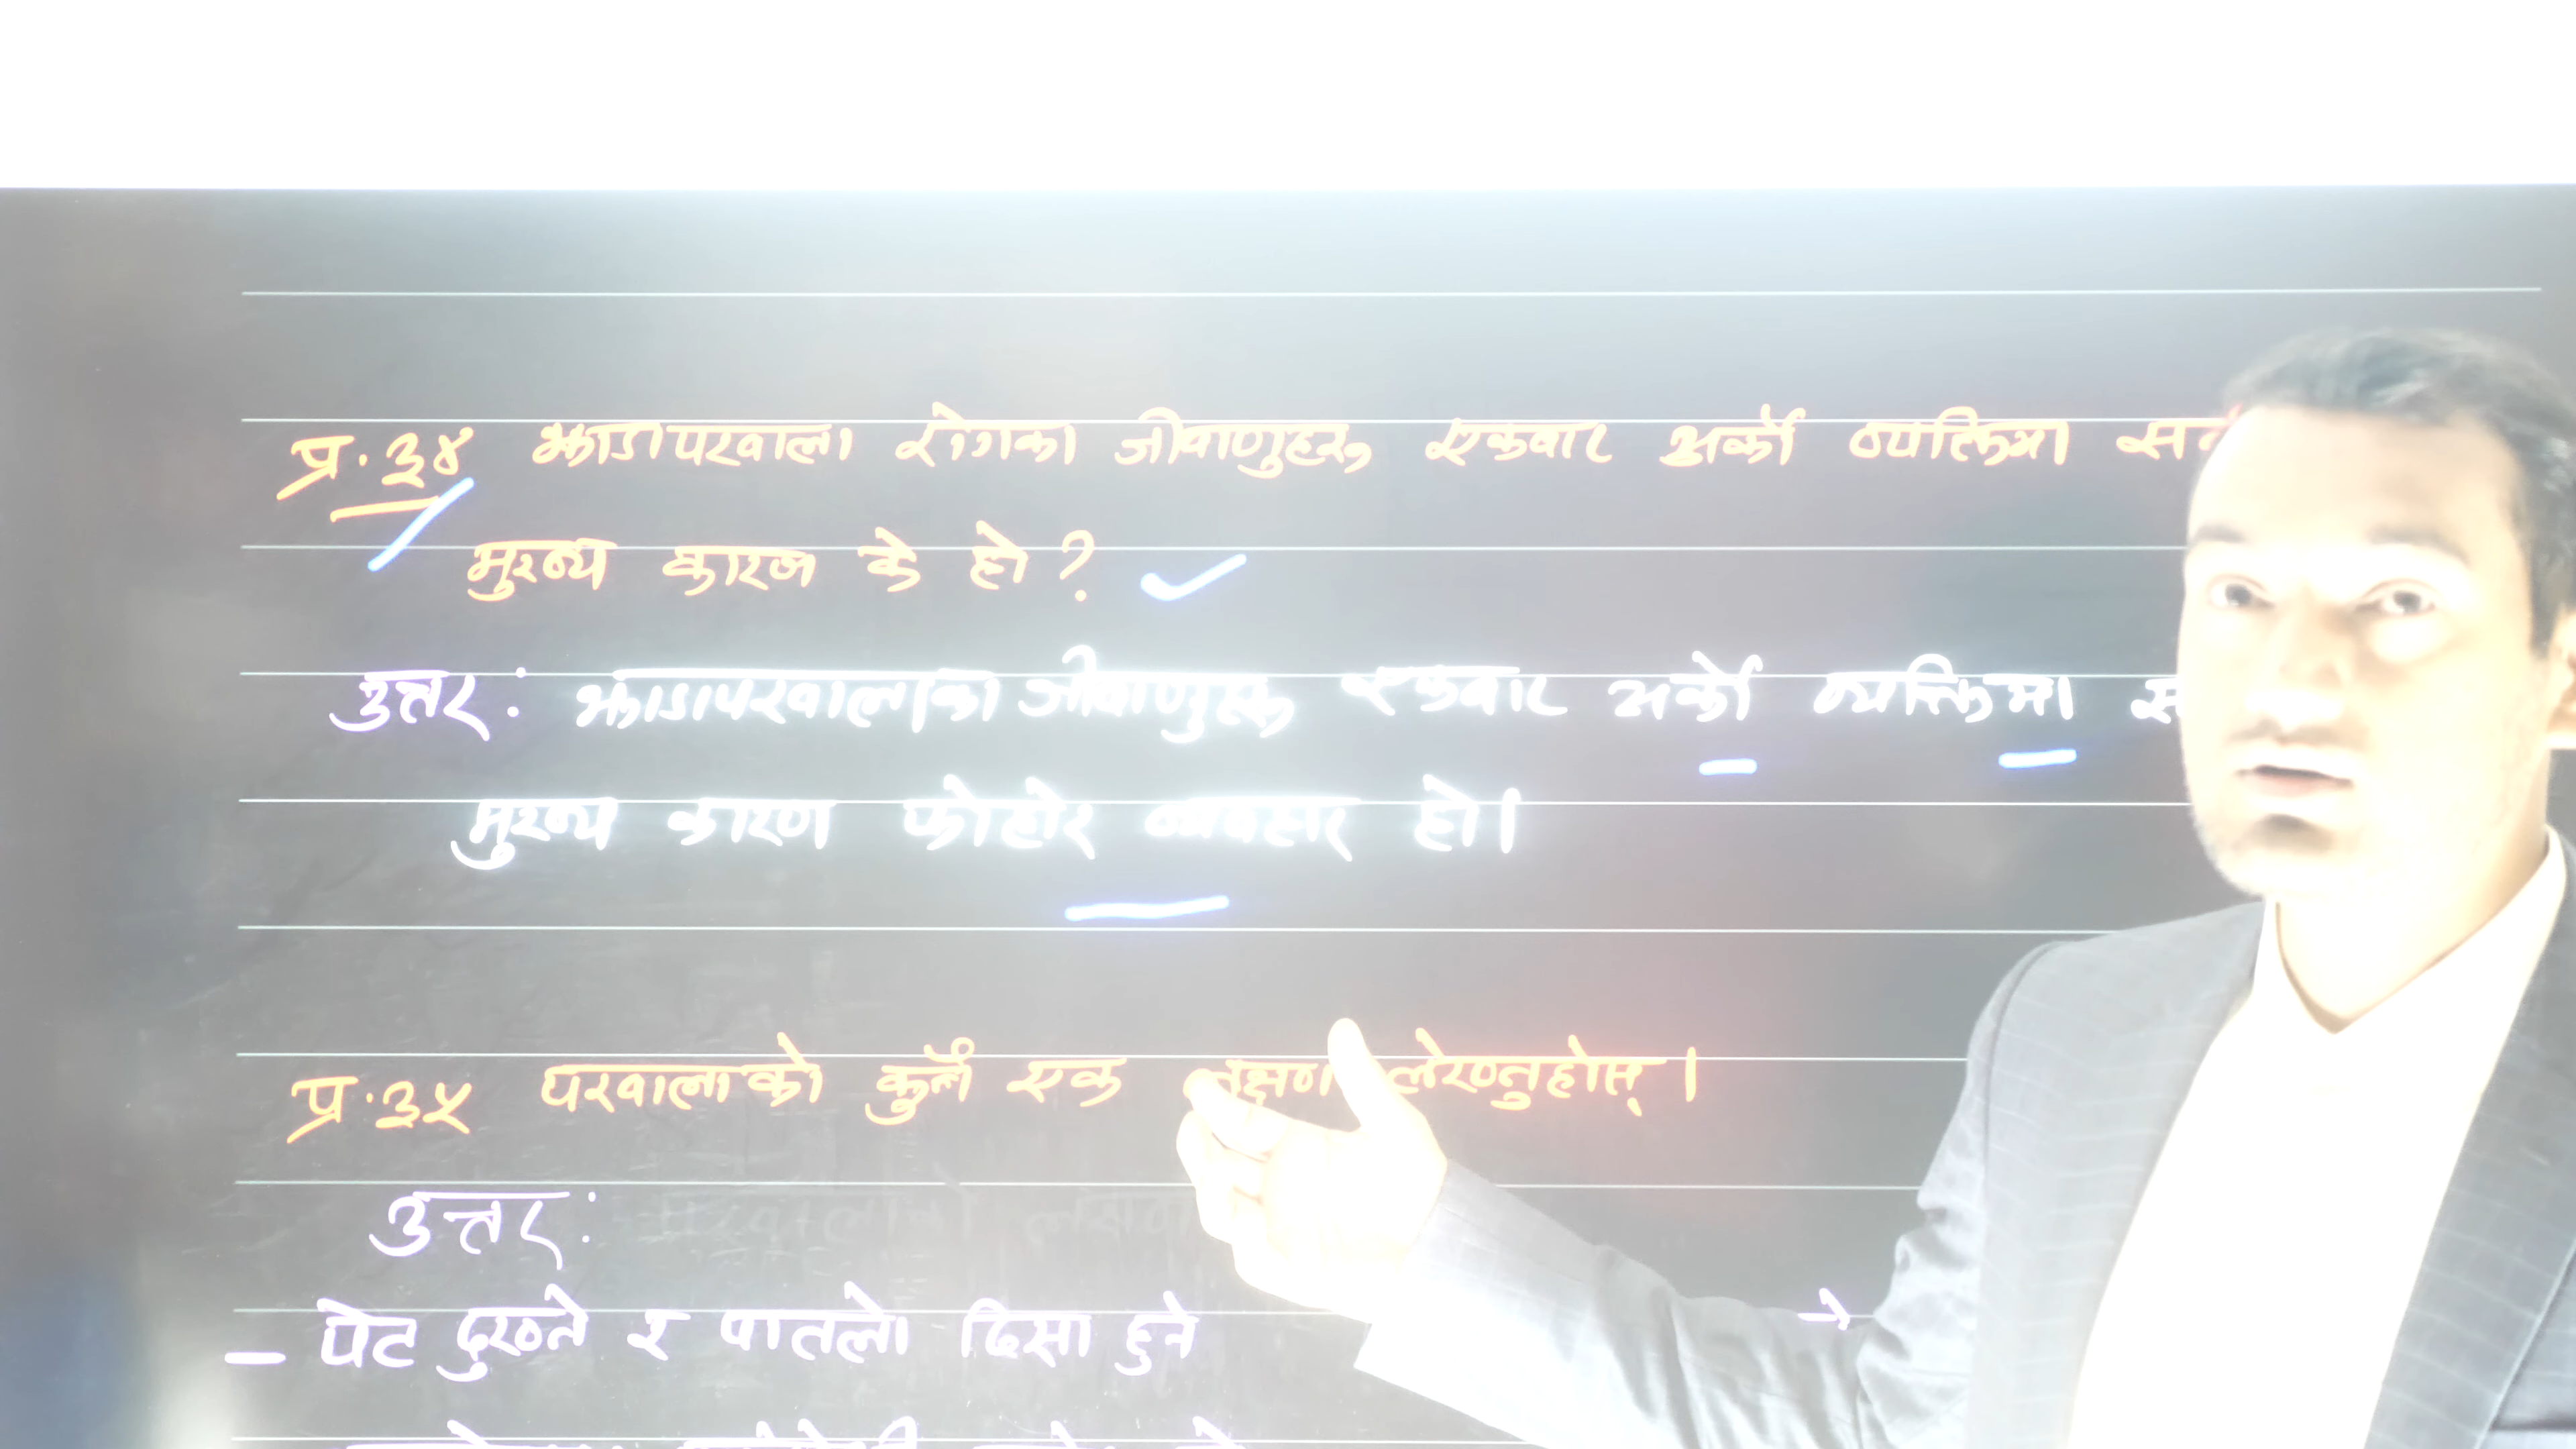 प्र.३४ झाडापखाला रोगका जीवाणुहरू एकबार अर्को व्यक्तिमा
मुख्य कारण के हो ?
उत्तर: झाडापखालाका जीवाणुहरू एकबार अर्को व्यक्तिमा
मुख्य कारण फोहोर व्यवहार हो।
प्र.३५ पखालाको कुनै एक लक्षण लेख्नुहोस् ।
उत्तर:
– पेट दुख्ने र पातलो दिसा हुने
→